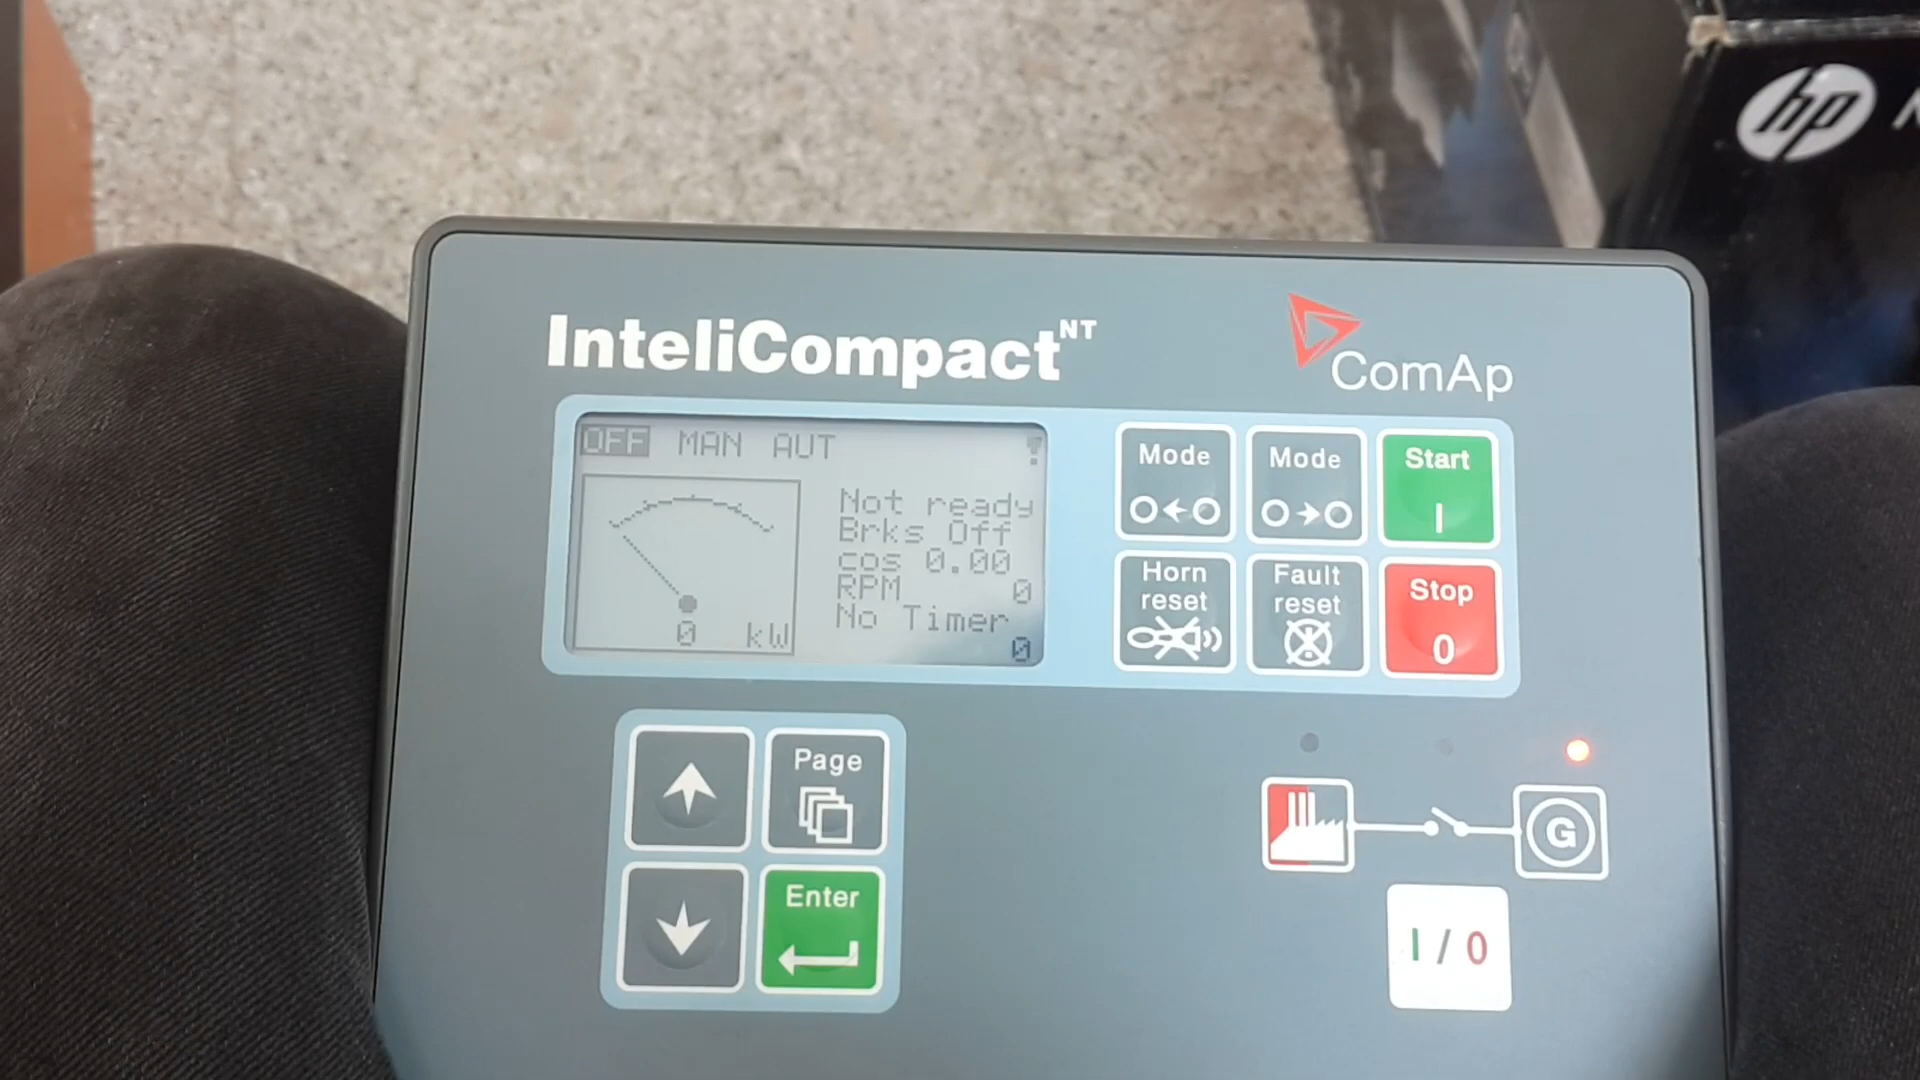 hp
InteliCompact NT
ComAp
OFF MAN AUT
Not ready
Brks Off
cos 0.00
RPM 0
No Timer
0
0 kW
Mode
Mode
Start
I
Horn reset
Fault reset
Stop
0
Page
Enter
G
I / 0